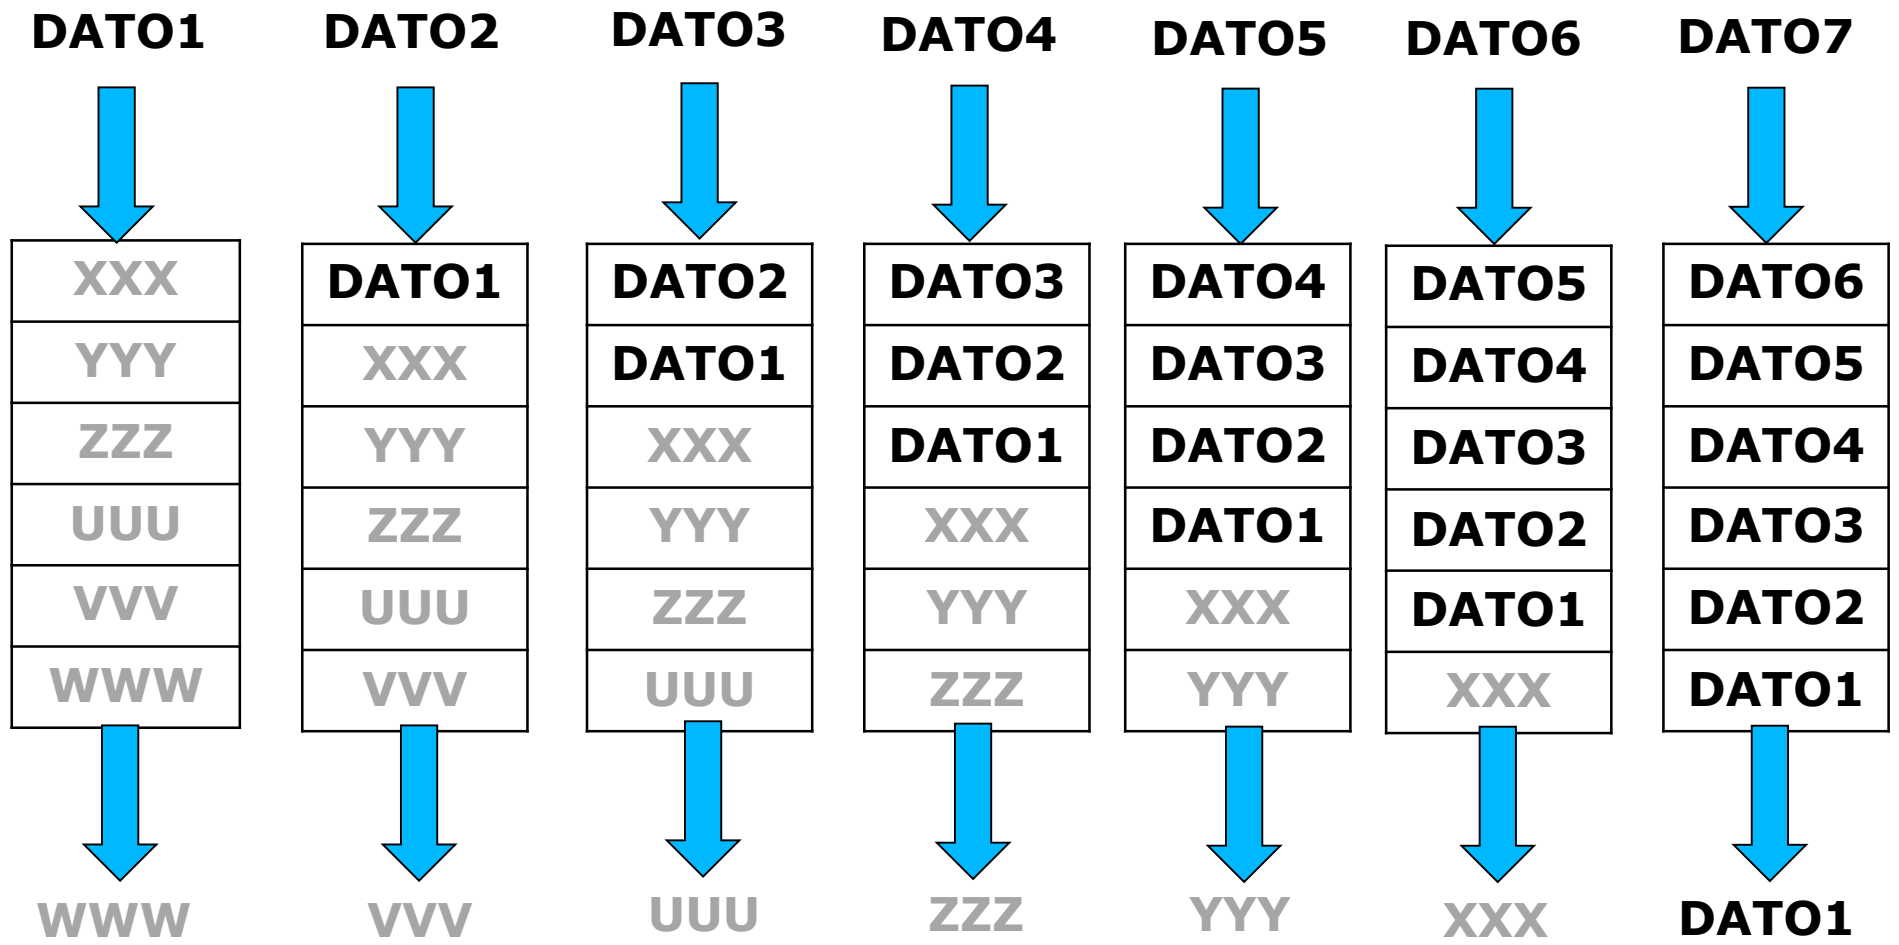 DATO1 DATO2 DATO3 DATO4 DATO5 DATO6 DATO7
XXX DATO1 DATO2 DATO3 DATO4 DATO5 DATO6
YYY XXX DATO1 DATO2 DATO3 DATO4 DATO5
ZZZ YYY XXX DATO1 DATO2 DATO3 DATO4
UUU ZZZ YYY XXX DATO1 DATO2 DATO3
VVV UUU ZZZ YYY XXX DATO1 DATO2
WWW VVV UUU ZZZ YYY XXX DATO1
WWW VVV UUU ZZZ YYY XXX DATO1